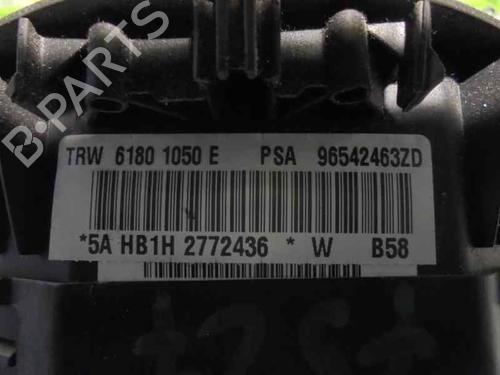 B-PARTS
TRW 6180 1050 E PSA 96542463ZD
*5A HB1H 2772436 * W B58